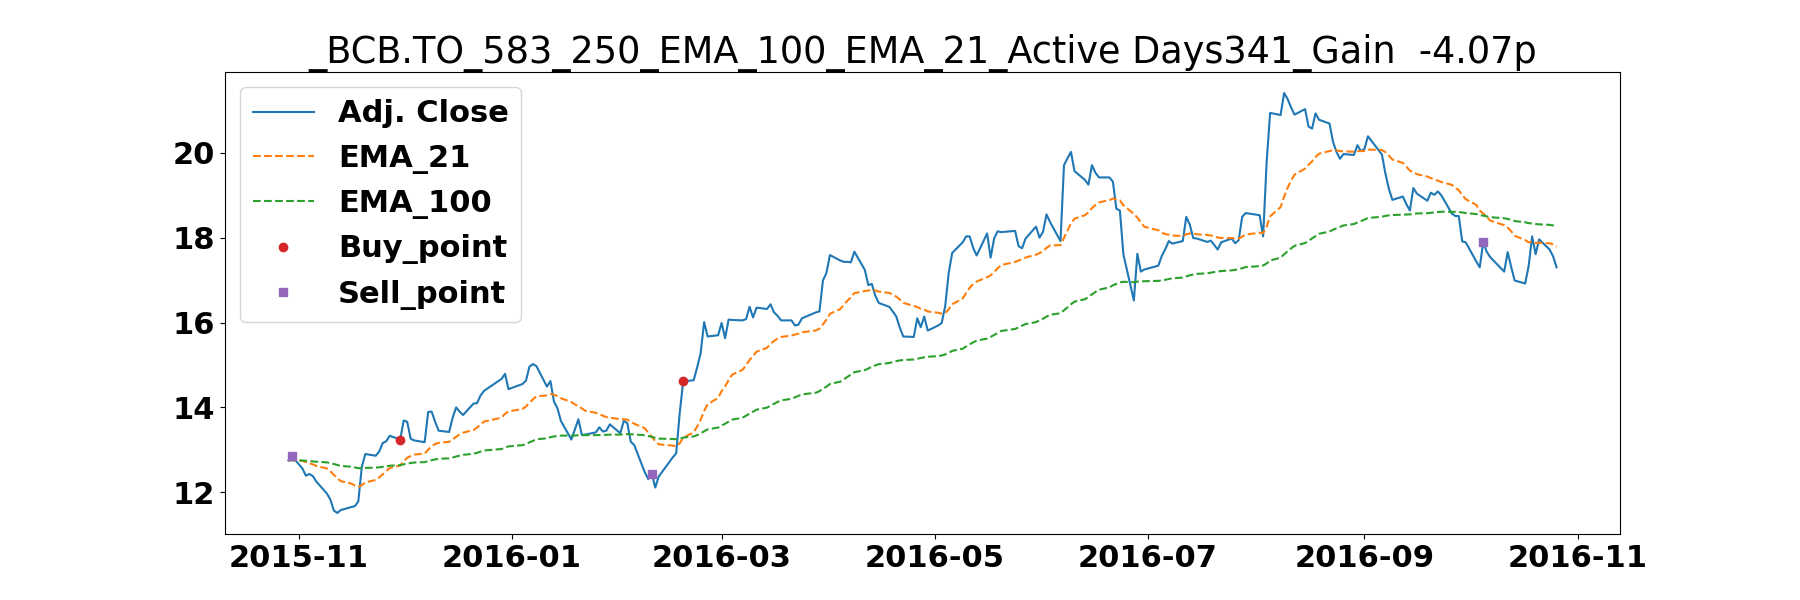 _BCB.TO_583_250_EMA_100_EMA_21_Active Days341_Gain  -4.07p
Adj. Close
EMA_21
EMA_100
Buy_point
Sell_point
20
18
16
14
12
2015-11 2016-01 2016-03 2016-05 2016-07 2016-09 2016-11